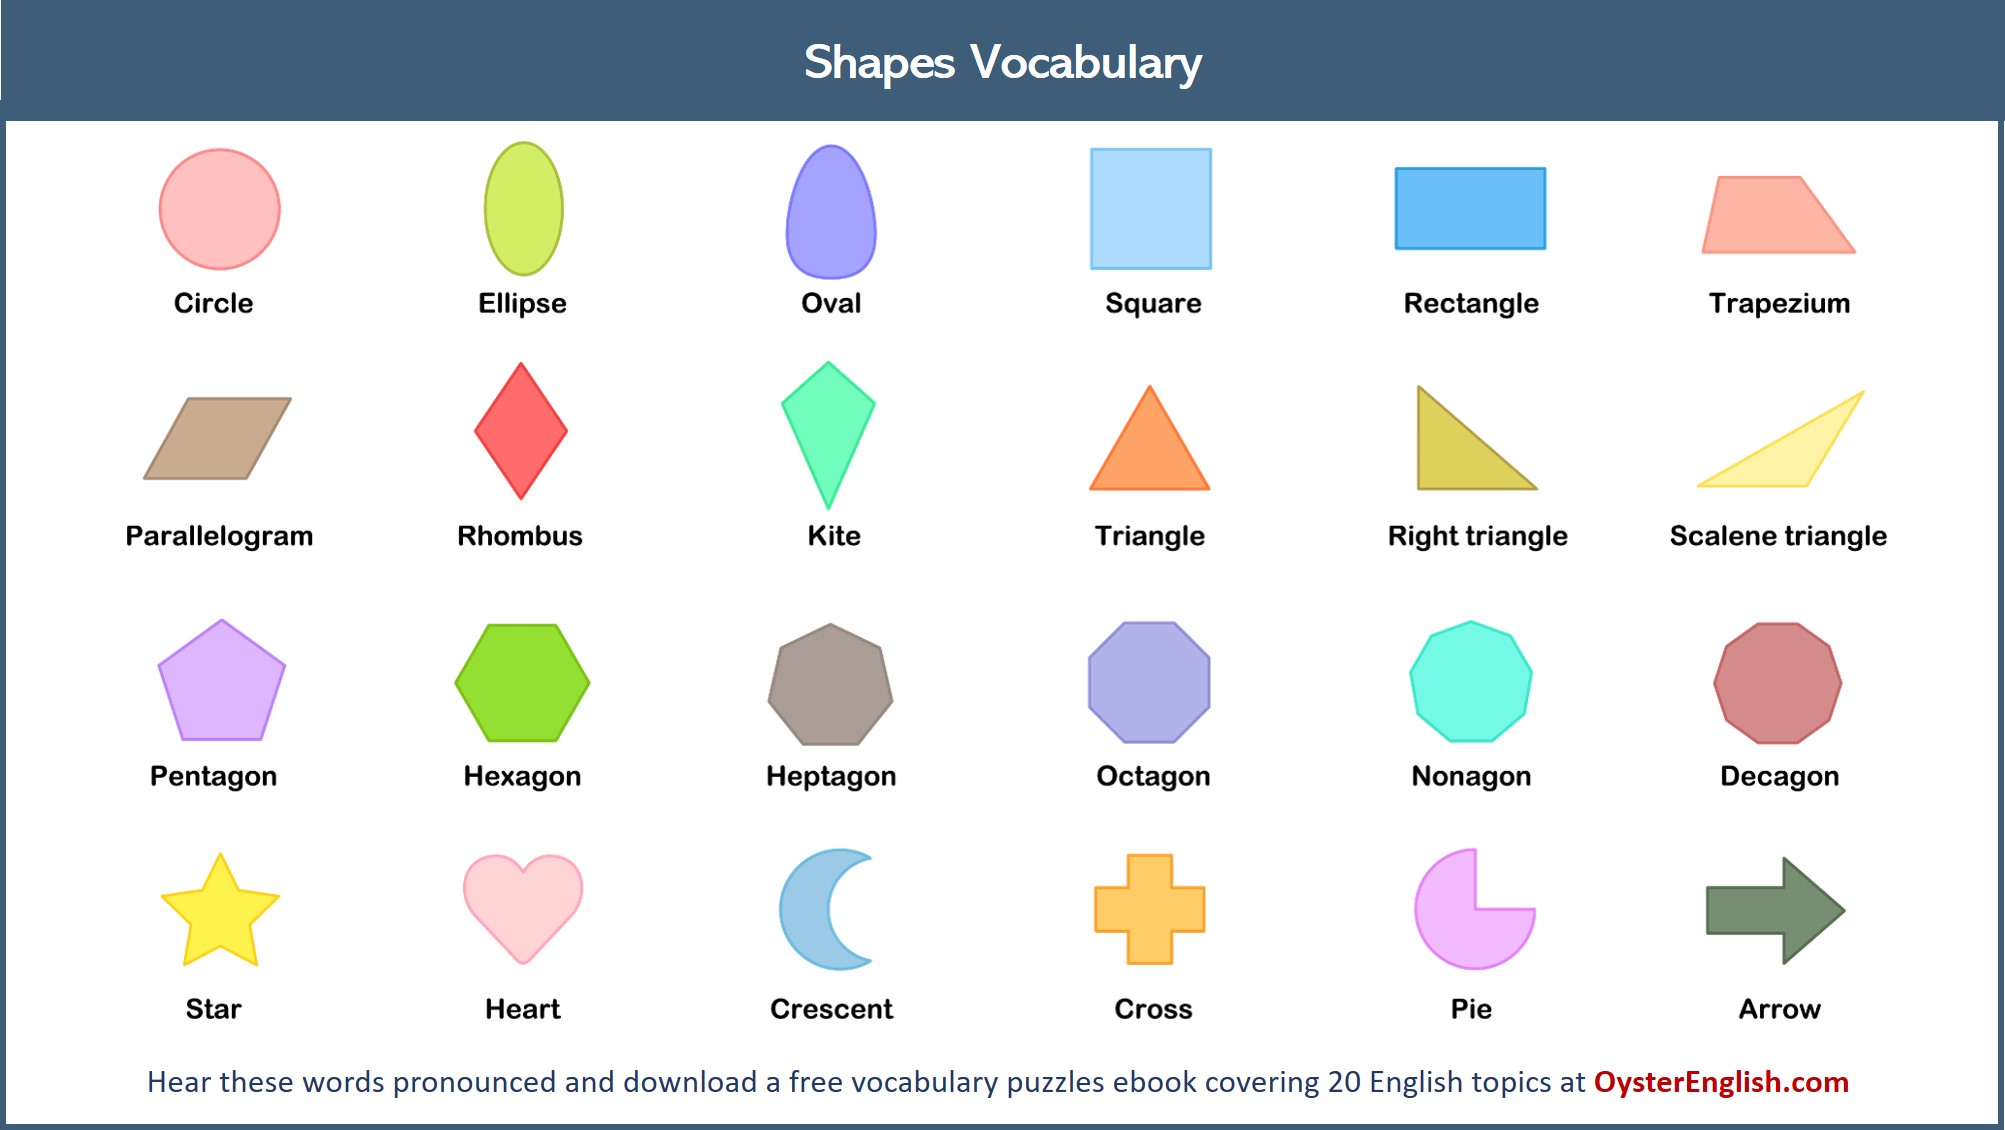 Shapes Vocabulary
Circle Ellipse Oval Square Rectangle Trapezium
Parallelogram Rhombus Kite Triangle Right triangle Scalene triangle
Pentagon Hexagon Heptagon Octagon Nonagon Decagon
Star Heart Crescent Cross Pie Arrow
Hear these words pronounced and download a free vocabulary puzzles ebook covering 20 English topics at OysterEnglish.com